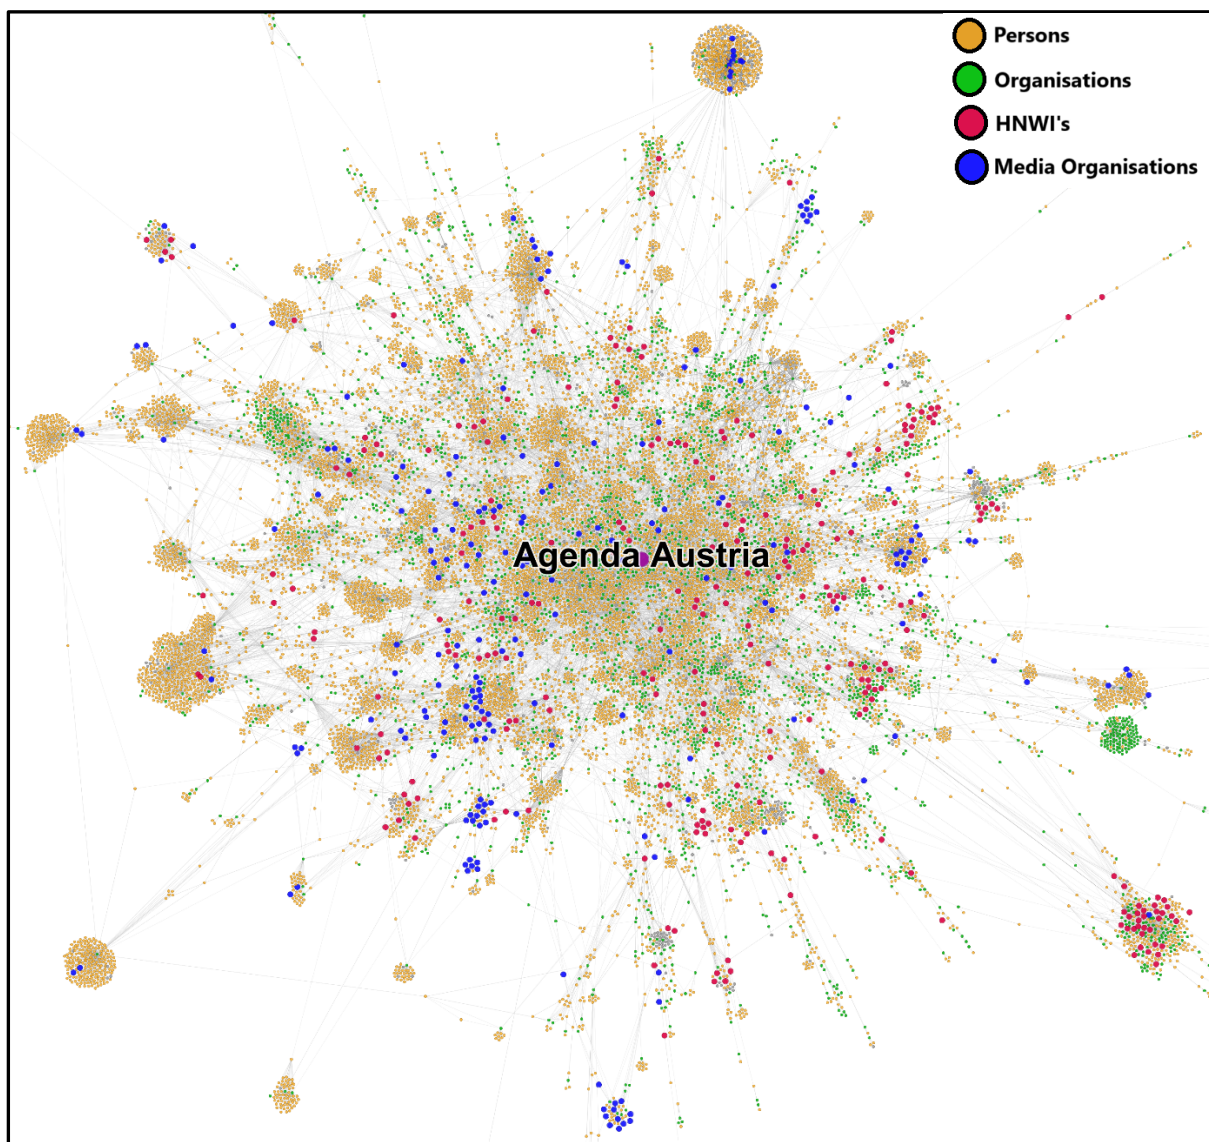 Persons
Organisations
HNWI's
Media Organisations
Agenda Austria